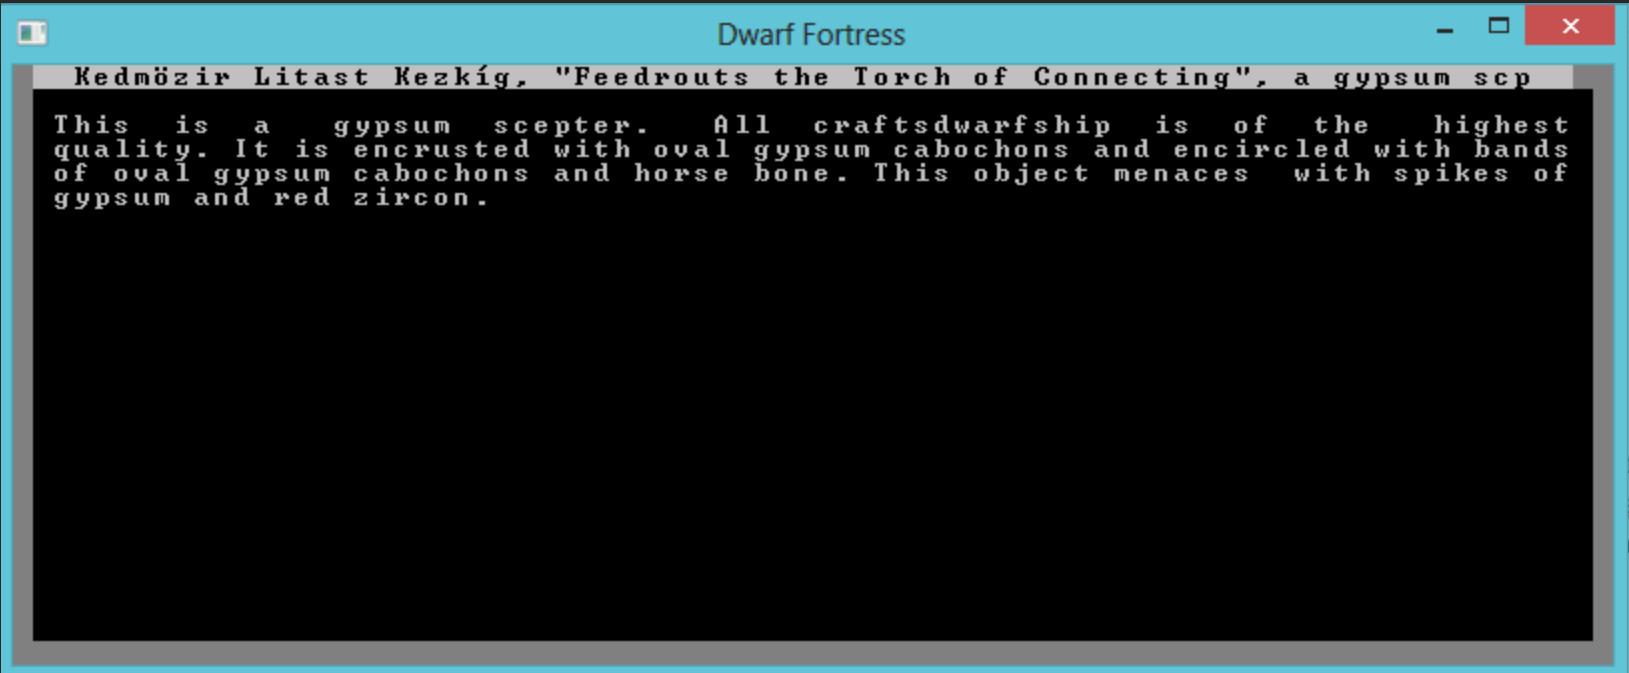 Dwarf Fortress
Kedmözir Litast Kezkíg, "Feedrouts the Torch of Connecting", a gypsum scp
This is a gypsum scepter. All craftsdwarfship is of the highest
quality. It is encrusted with oval gypsum cabochons and encircled with bands
of oval gypsum cabochons and horse bone. This object menaces with spikes of
gypsum and red zircon.